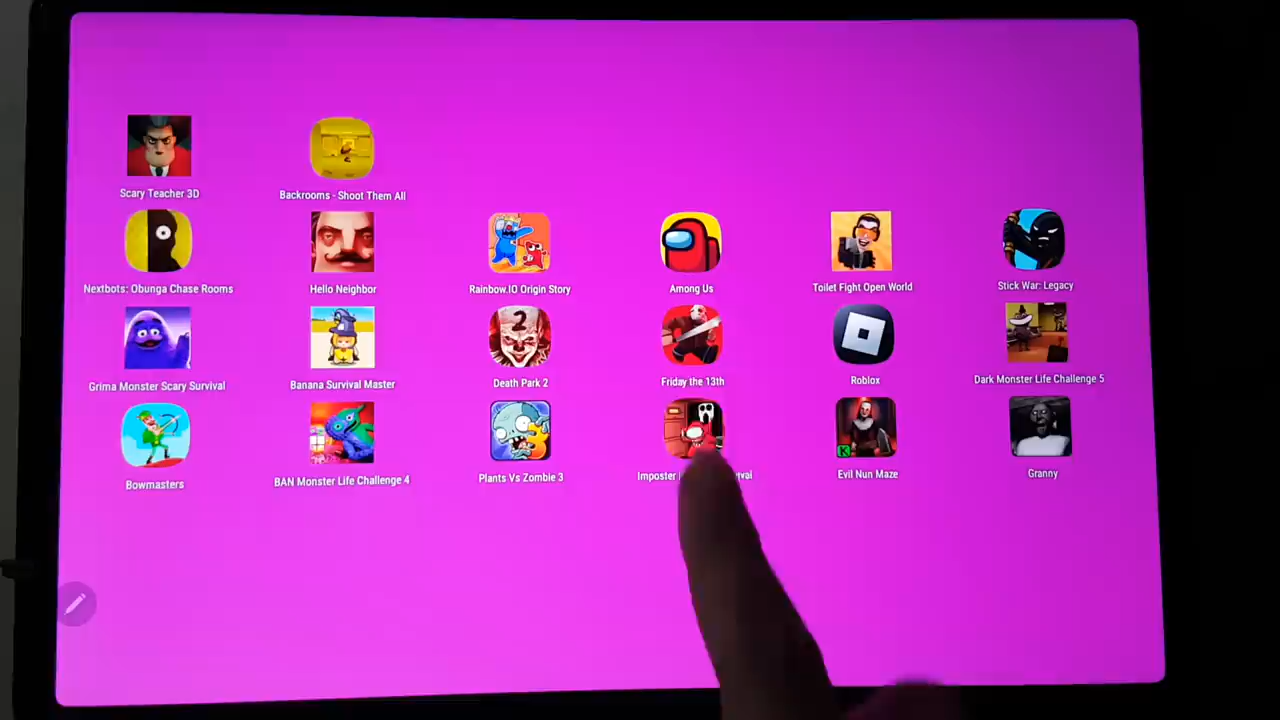 Scary Teacher 3D
Backrooms - Shoot Them All
Nextbots: Obunga Chase Rooms
Hello Neighbor
Rainbow.IO Origin Story
Among Us
Toilet Fight Open World
Stick War: Legacy
Grima Monster Scary Survival
Banana Survival Master
Death Park 2
Friday the 13th
Roblox
Dark Monster Life Challenge 5
Bowmasters
BAN Monster Life Challenge 4
Plants Vs Zombie 3
Imposter
Evil Nun Maze
Granny
2
3
K